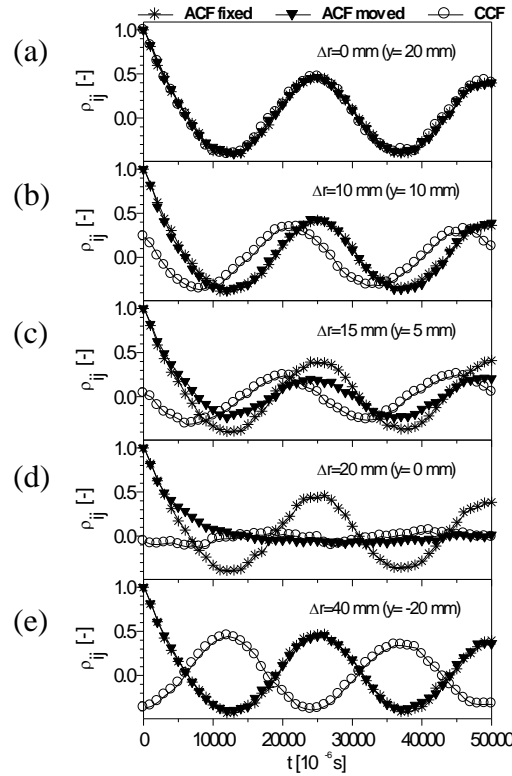 ACF fixed ACF moved CCF
(a) Δr=0 mm (y= 20 mm)
1.0
0.5
0.0
ρij [-]
(b) Δr=10 mm (y= 10 mm)
1.0
0.5
0.0
ρij [-]
(c) Δr=15 mm (y= 5 mm)
1.0
0.5
0.0
ρij [-]
(d) Δr=20 mm (y= 0 mm)
1.0
0.5
0.0
ρij [-]
(e) Δr=40 mm (y= -20 mm)
1.0
0.5
0.0
ρij [-]
0 10000 20000 30000 40000 50000
t [10⁻⁶s]